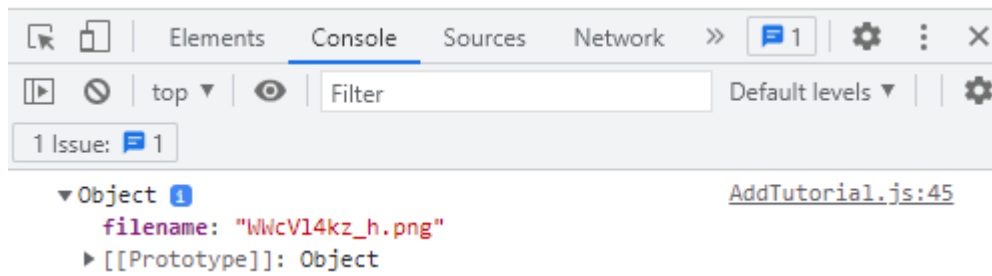 Elements Console Sources Network » 1
top ▼ Filter Default levels ▼
1 Issue: 1
▼Object i AddTutorial.js:45
filename: "WWcVl4kz_h.png"
▶[[Prototype]]: Object